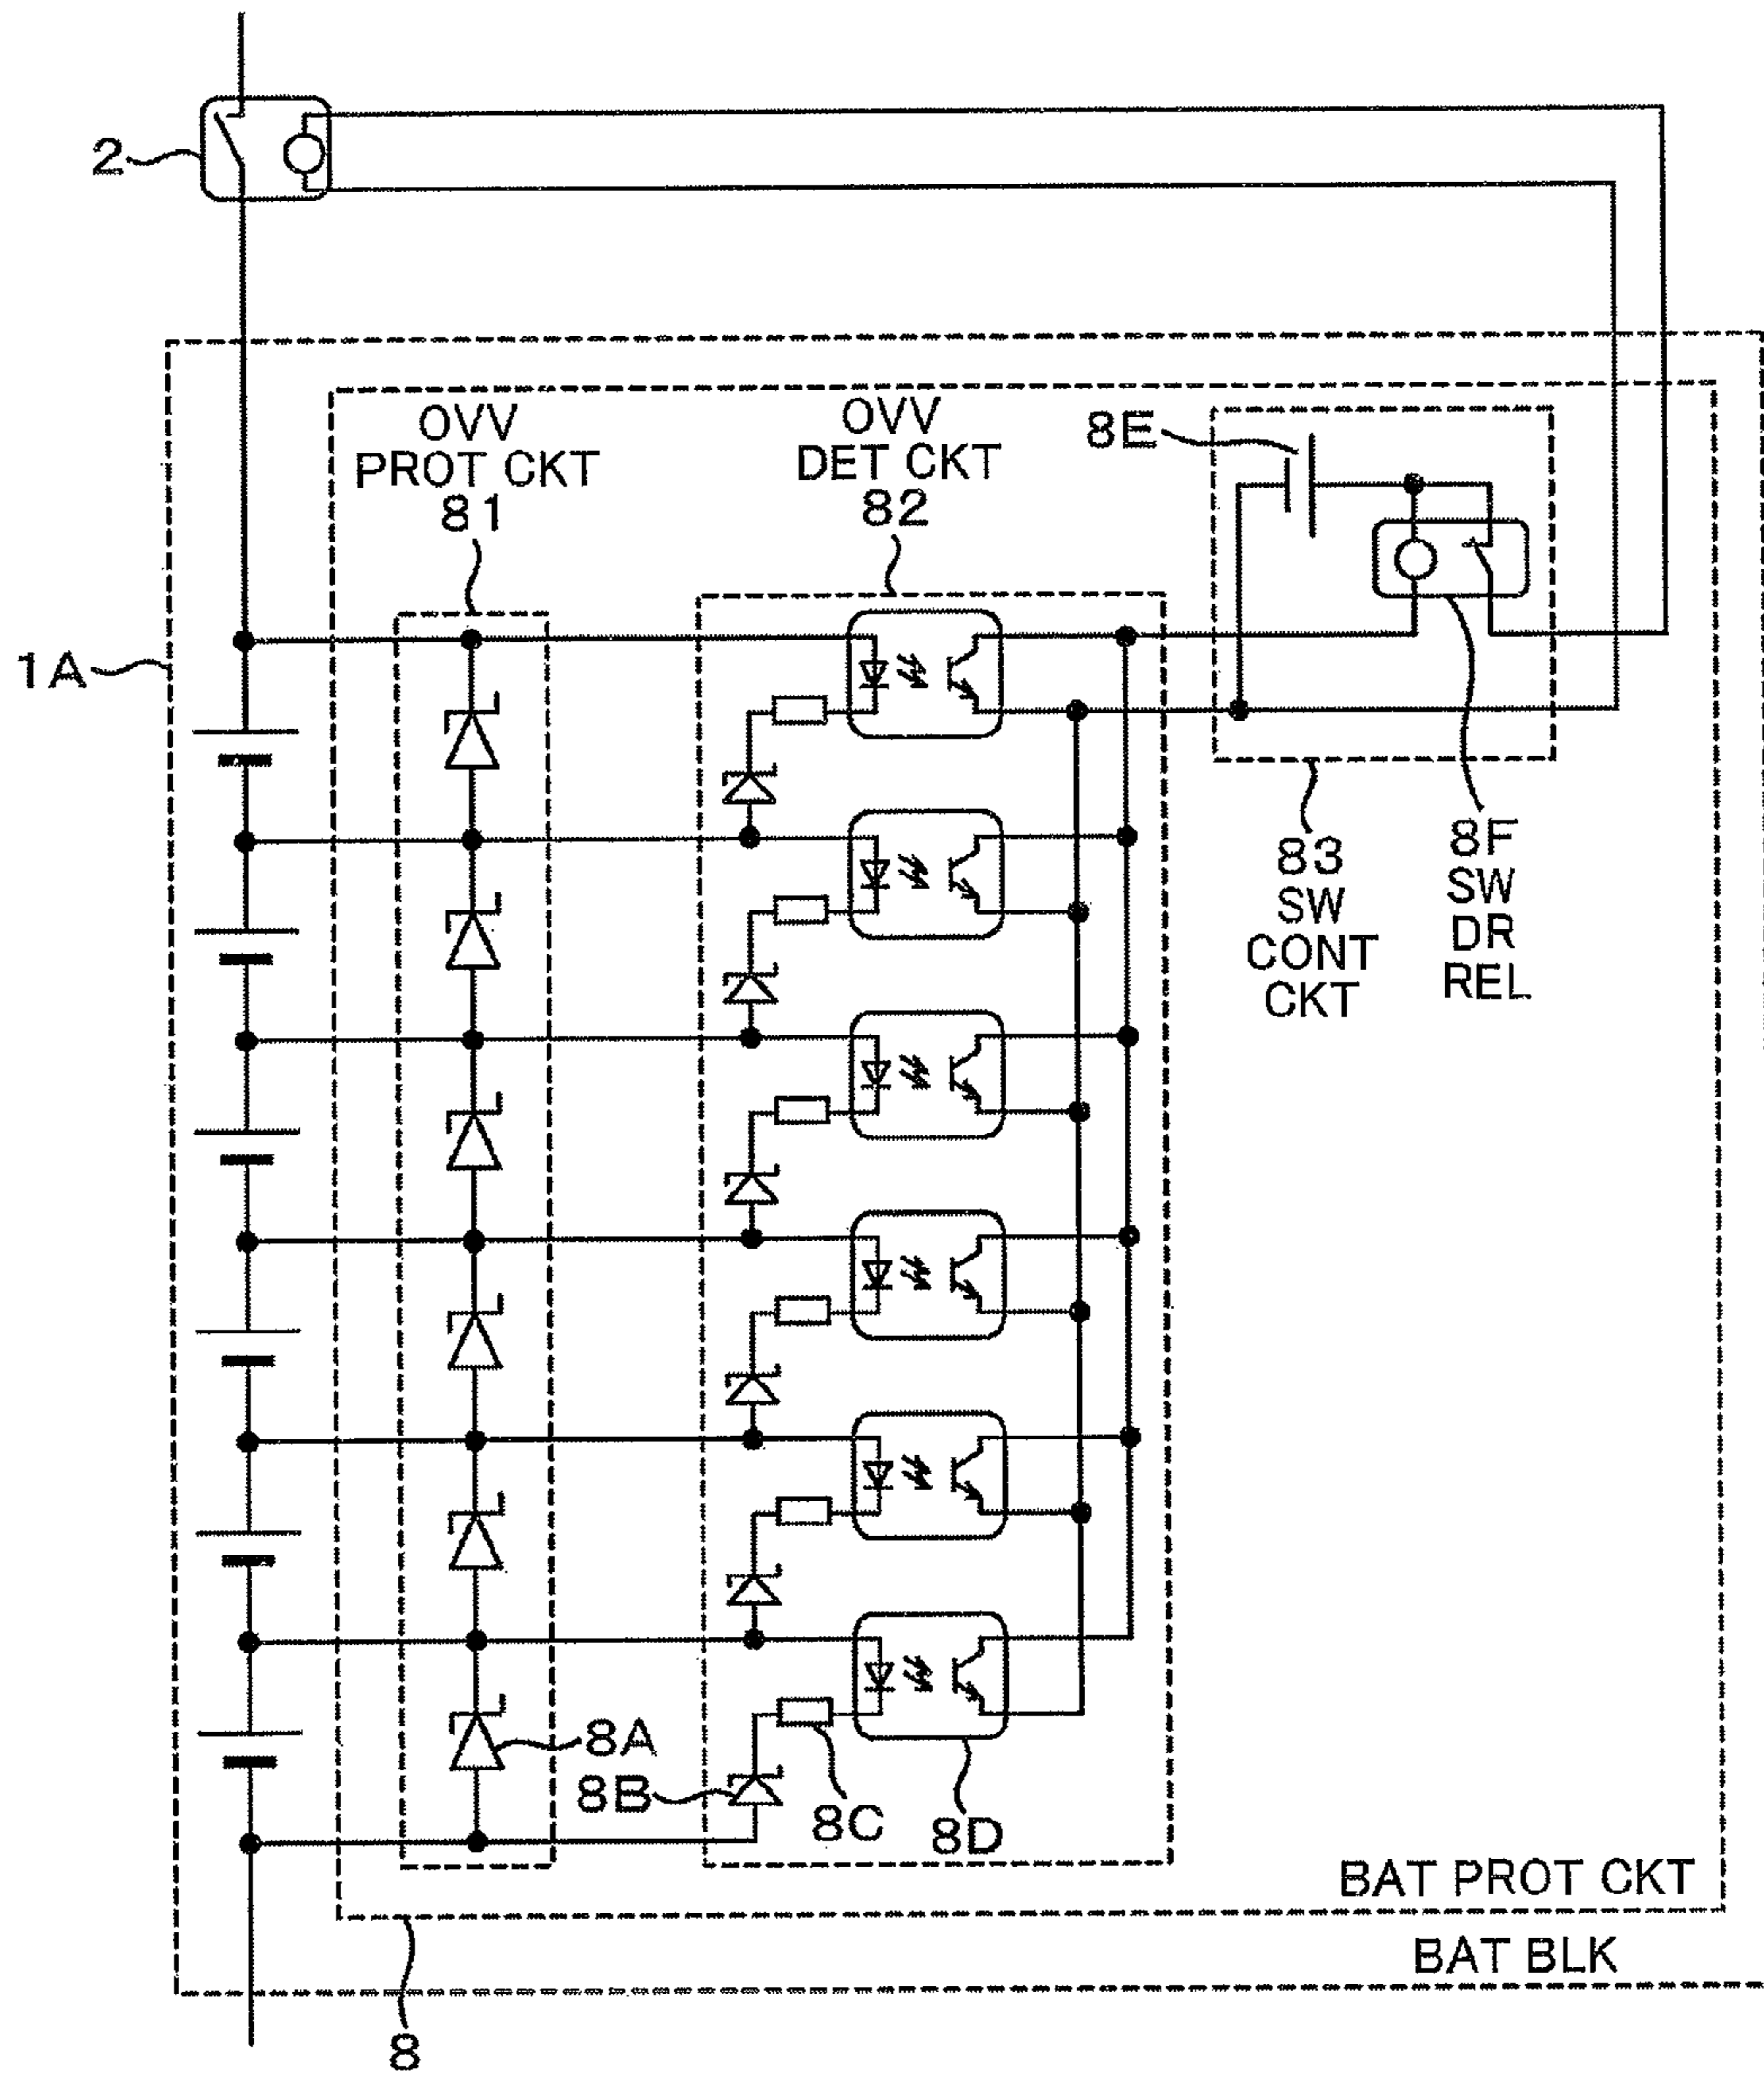 2
OVV
PROT CKT
81
OVV
DET CKT
82
8E
1A
83
SW
CONT
CKT
8F
SW
DR
REL
8A
8B
8C
8D
BAT PROT CKT
BAT BLK
8